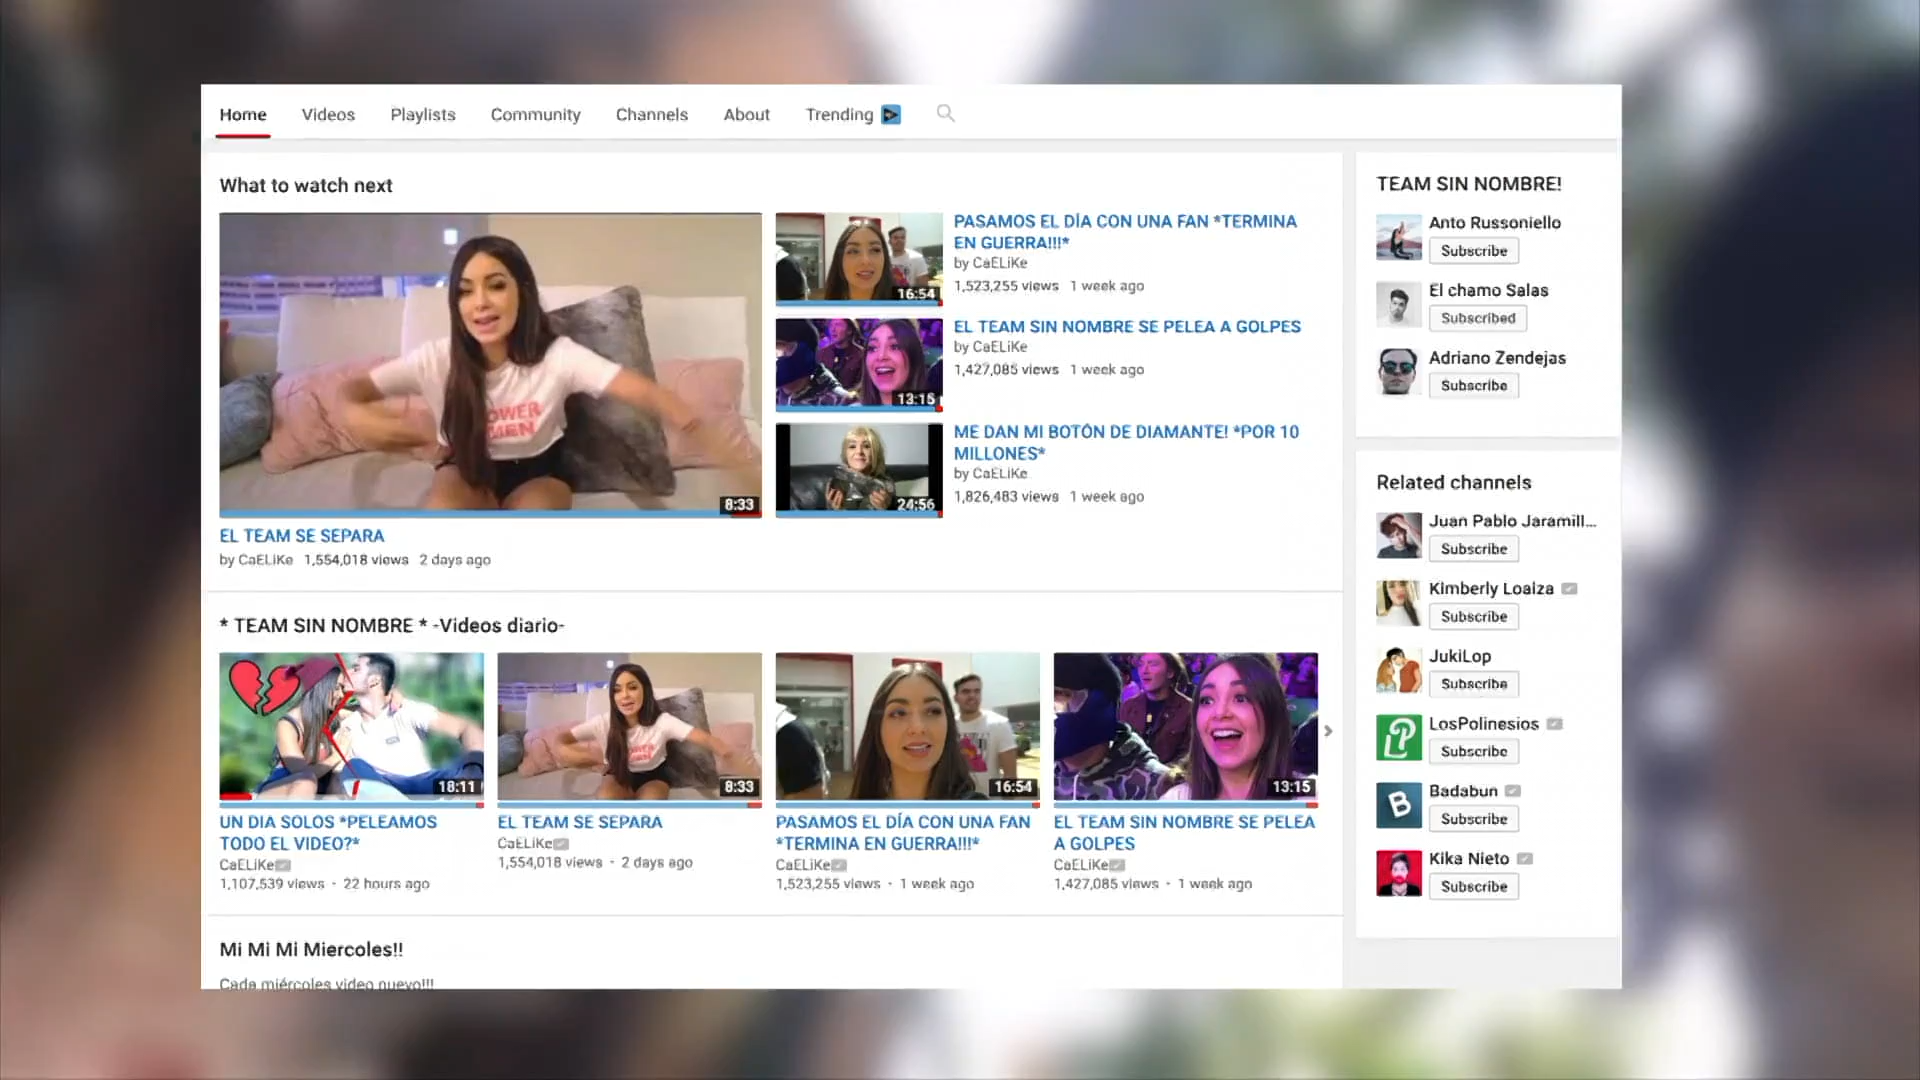 Home Videos Playlists Community Channels About Trending
What to watch next
OWER
MEN
8:33
EL TEAM SE SEPARA
by CaELiKe 1,554,018 views 2 days ago
16:54
PASAMOS EL DÍA CON UNA FAN *TERMINA
EN GUERRA!!!*
by CaELiKe
1,523,255 views 1 week ago
13:15
EL TEAM SIN NOMBRE SE PELEA A GOLPES
by CaELiKe
1,427,085 views 1 week ago
24:56
ME DAN MI BOTÓN DE DIAMANTE! *POR 10
MILLONES*
by CaELiKe
1,826,483 views 1 week ago
* TEAM SIN NOMBRE * -Videos diario-
18:11
UN DIA SOLOS *PELEAMOS
TODO EL VIDEO?*
CaELiKe
1,107,539 views · 22 hours ago
8:33
EL TEAM SE SEPARA
CaELiKe
1,554,018 views · 2 days ago
16:54
PASAMOS EL DÍA CON UNA FAN
*TERMINA EN GUERRA!!!*
CaELiKe
1,523,255 views · 1 week ago
13:15
EL TEAM SIN NOMBRE SE PELEA
A GOLPES
CaELiKe
1,427,085 views · 1 week ago
Mi Mi Mi Miercoles!!
Cada miércoles video nuevo!!!
TEAM SIN NOMBRE!
Anto Russoniello
Subscribe
El chamo Salas
Subscribed
Adriano Zendejas
Subscribe
Related channels
Juan Pablo Jaramill...
Subscribe
Kimberly Loaiza
Subscribe
JukiLop
Subscribe
LP
LosPolinesios
Subscribe
B
Badabun
Subscribe
Kika Nieto
Subscribe